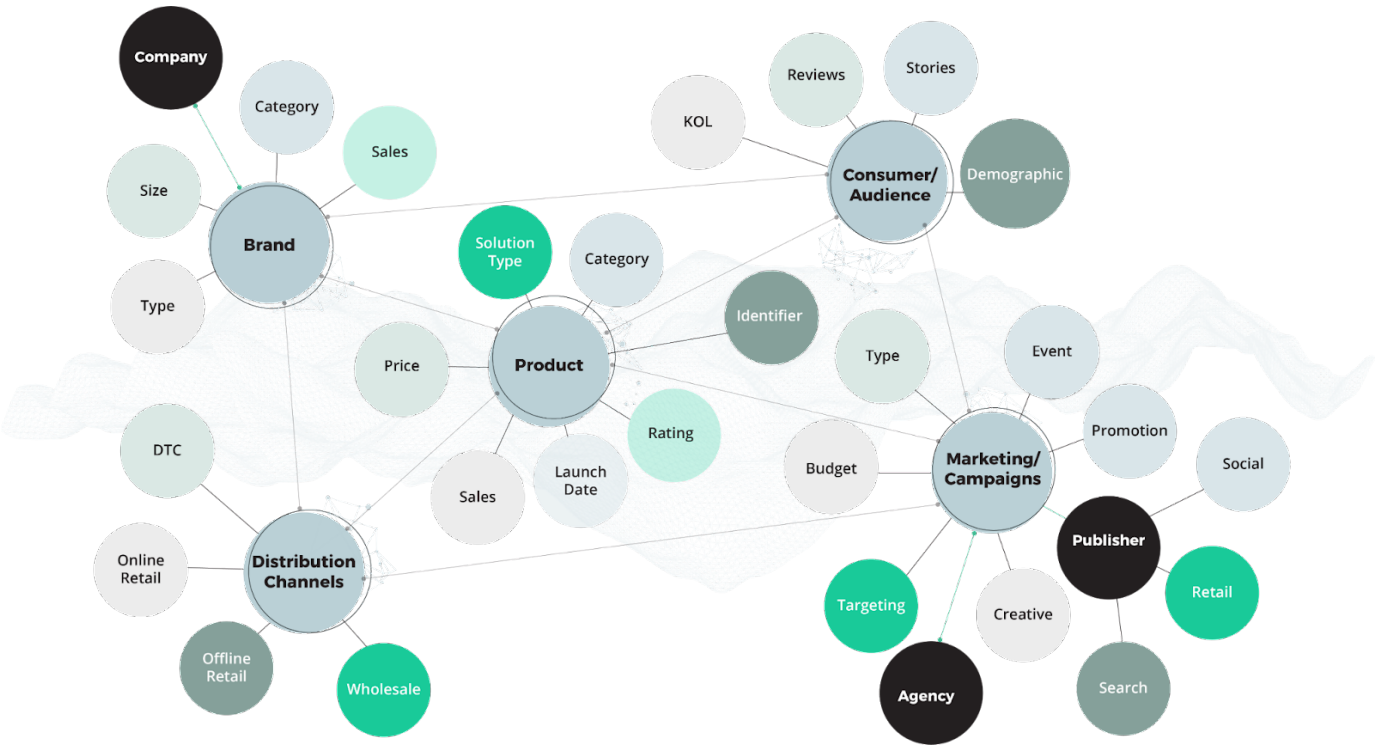 Company
Category
Sales
Size
Brand
Type
KOL
Reviews
Stories
Consumer/
Audience
Demographic
Solution
Type
Category
Identifier
Price
Product
Rating
Sales
Launch
Date
Type
Event
Promotion
Budget
Marketing/
Campaigns
Social
Publisher
Retail
Targeting
Creative
Agency
Search
DTC
Online
Retail
Distribution
Channels
Offline
Retail
Wholesale